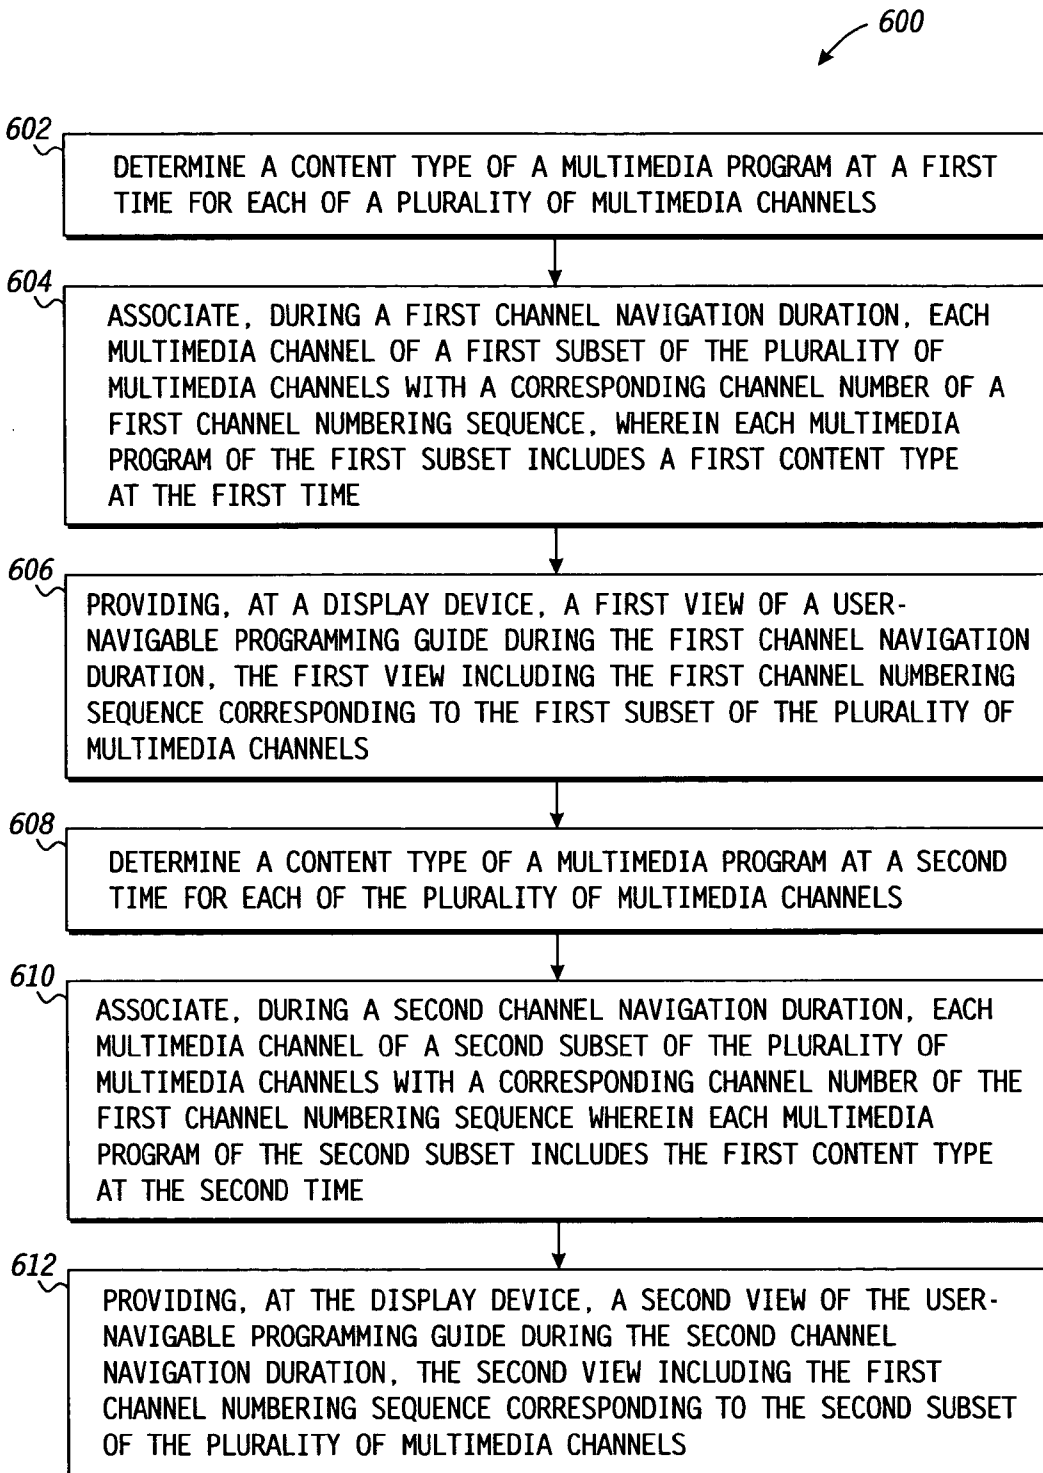 600
602
DETERMINE A CONTENT TYPE OF A MULTIMEDIA PROGRAM AT A FIRST
TIME FOR EACH OF A PLURALITY OF MULTIMEDIA CHANNELS
604
ASSOCIATE, DURING A FIRST CHANNEL NAVIGATION DURATION, EACH
MULTIMEDIA CHANNEL OF A FIRST SUBSET OF THE PLURALITY OF
MULTIMEDIA CHANNELS WITH A CORRESPONDING CHANNEL NUMBER OF A
FIRST CHANNEL NUMBERING SEQUENCE, WHEREIN EACH MULTIMEDIA
PROGRAM OF THE FIRST SUBSET INCLUDES A FIRST CONTENT TYPE
AT THE FIRST TIME
606
PROVIDING, AT A DISPLAY DEVICE, A FIRST VIEW OF A USER-
NAVIGABLE PROGRAMMING GUIDE DURING THE FIRST CHANNEL NAVIGATION
DURATION, THE FIRST VIEW INCLUDING THE FIRST CHANNEL NUMBERING
SEQUENCE CORRESPONDING TO THE FIRST SUBSET OF THE PLURALITY OF
MULTIMEDIA CHANNELS
608
DETERMINE A CONTENT TYPE OF A MULTIMEDIA PROGRAM AT A SECOND
TIME FOR EACH OF THE PLURALITY OF MULTIMEDIA CHANNELS
610
ASSOCIATE, DURING A SECOND CHANNEL NAVIGATION DURATION, EACH
MULTIMEDIA CHANNEL OF A SECOND SUBSET OF THE PLURALITY OF
MULTIMEDIA CHANNELS WITH A CORRESPONDING CHANNEL NUMBER OF THE
FIRST CHANNEL NUMBERING SEQUENCE WHEREIN EACH MULTIMEDIA
PROGRAM OF THE SECOND SUBSET INCLUDES THE FIRST CONTENT TYPE
AT THE SECOND TIME
612
PROVIDING, AT THE DISPLAY DEVICE, A SECOND VIEW OF THE USER-
NAVIGABLE PROGRAMMING GUIDE DURING THE SECOND CHANNEL
NAVIGATION DURATION, THE SECOND VIEW INCLUDING THE FIRST
CHANNEL NUMBERING SEQUENCE CORRESPONDING TO THE SECOND SUBSET
OF THE PLURALITY OF MULTIMEDIA CHANNELS